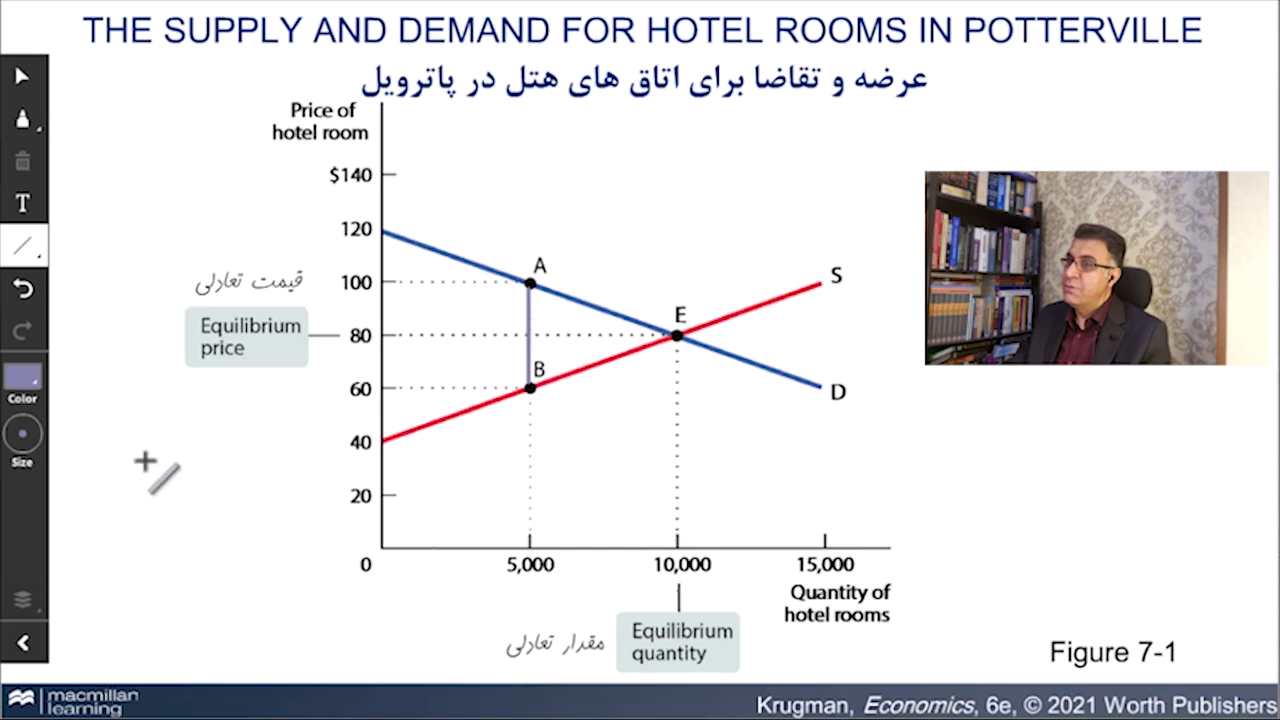 THE SUPPLY AND DEMAND FOR HOTEL ROOMS IN POTTERVILLE
عرضه و تقاضا برای اتاق های هتل در پاترویل
Price of
hotel room
$140
120
100
80
60
40
20
0
A
B
E
S
D
قیمت تعادلی
Equilibrium
price
5,000
10,000
15,000
Quantity of
hotel rooms
مقدار تعادلی
Equilibrium
quantity
Figure 7-1
T
Color
Size
macmillan
learning
Krugman, Economics, 6e, © 2021 Worth Publishers